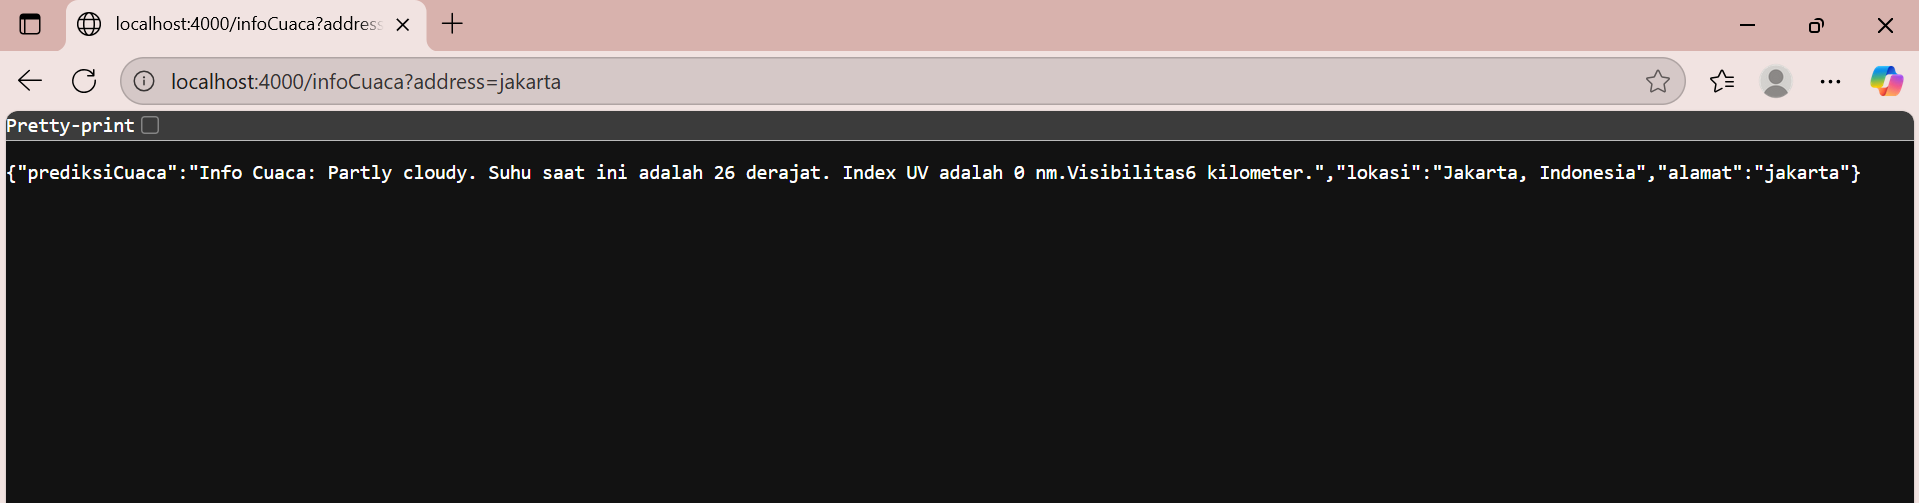 localhost:4000/infoCuaca?addres
localhost:4000/infoCuaca?address=jakarta
Pretty-print
{"prediksiCuaca":"Info Cuaca: Partly cloudy. Suhu saat ini adalah 26 derajat. Index UV adalah 0 nm.Visibilitas6 kilometer.","lokasi":"Jakarta, Indonesia","alamat":"jakarta"}